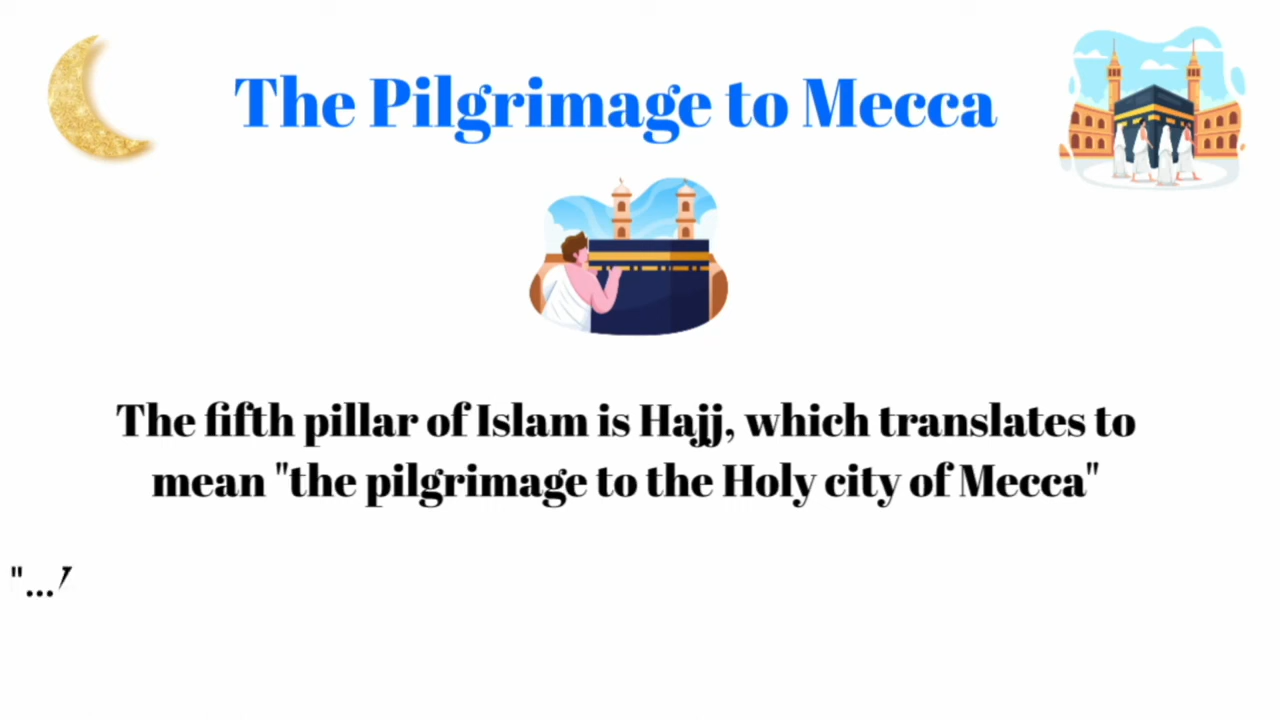 The Pilgrimage to Mecca
The fifth pillar of Islam is Hajj, which translates to
mean "the pilgrimage to the Holy city of Mecca"
"...